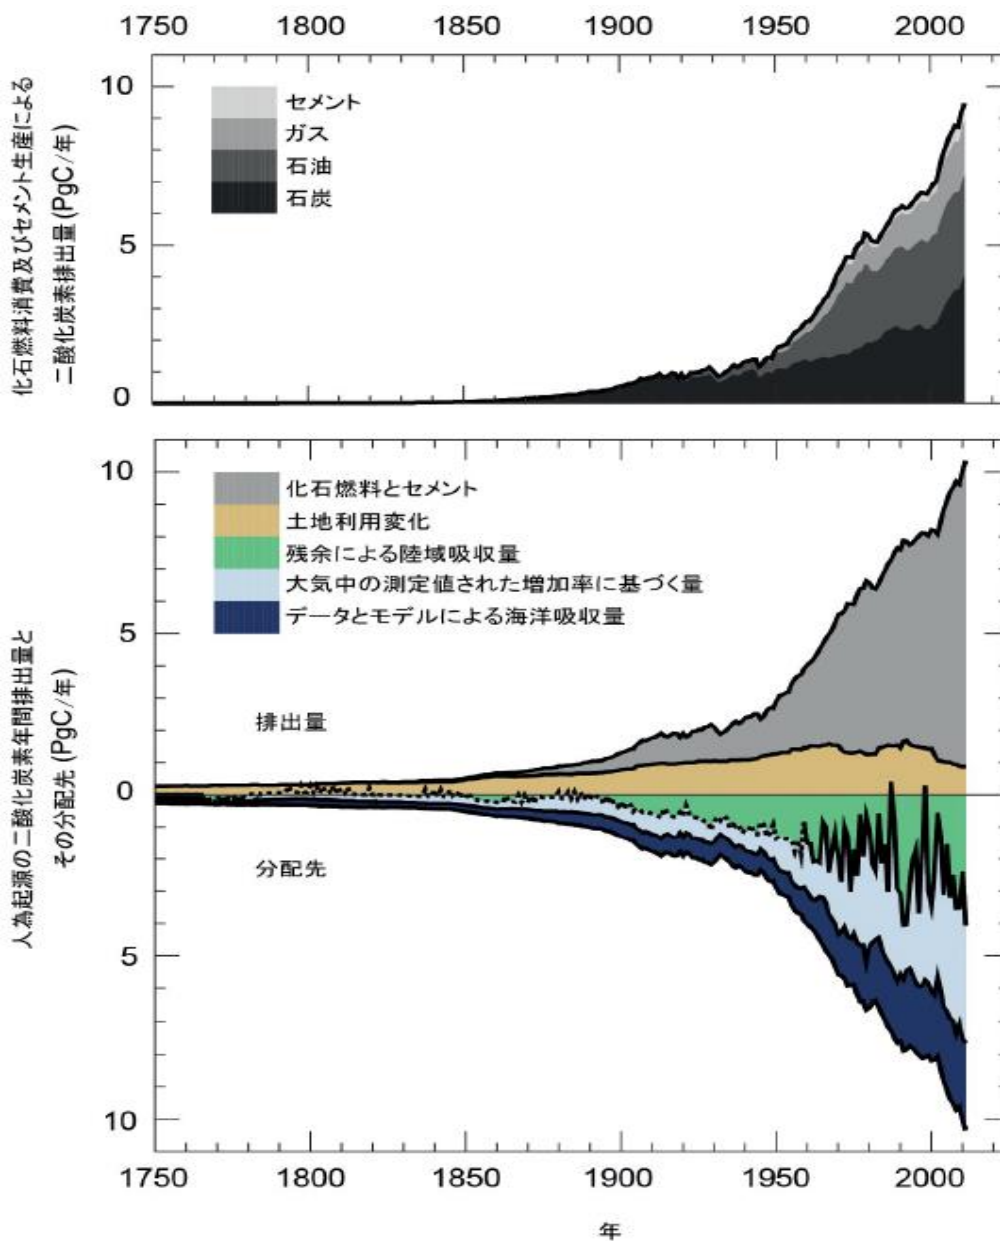 1750 1800 1850 1900 1950 2000
化石燃料消費及びセメント生産による
二酸化炭素排出量(PgC/年)
10
5
0
セメント
ガス
石油
石炭
人為起源の二酸化炭素年間排出量と
その分配先 (PgC/年)
10
5
0
5
10
化石燃料とセメント
土地利用変化
残余による陸域吸収量
大気中の測定値された増加率に基づく量
データとモデルによる海洋吸収量
排出量
分配先
1750 1800 1850 1900 1950 2000
年